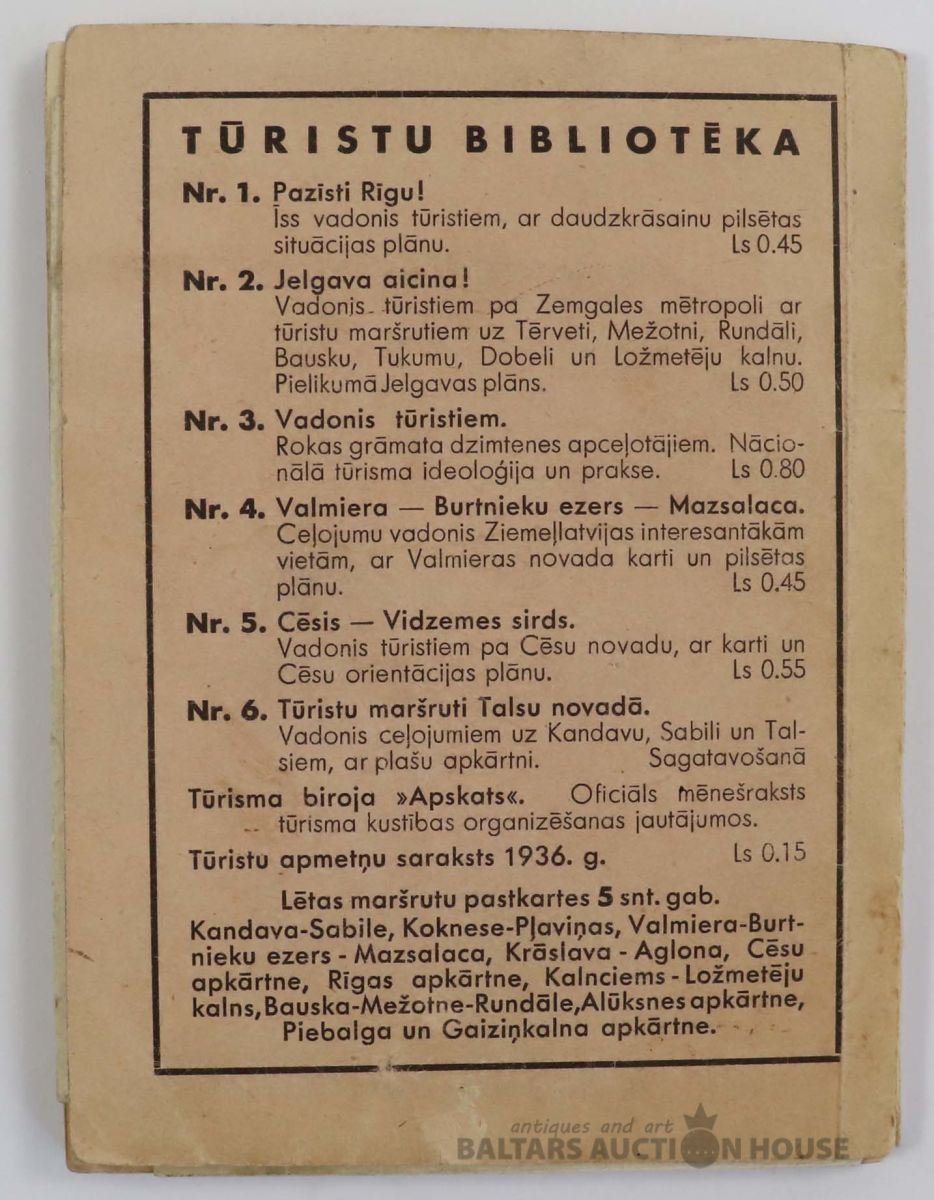 TŪRISTU BIBLIOTĒKA
Nr. 1. Pazīsti Rīgu!
Īss vadonis tūristiem, ar daudzkrāsainu pilsētas
situācijas plānu. Ls 0.45
Nr. 2. Jelgava aicina!
Vadonis tūristiem pa Zemgales mētropoli ar
tūristu maršrutiem uz Tērveti, Mežotni, Rundāli,
Bausku, Tukumu, Dobeli un Ložmetēju kalnu.
Pielikumā Jelgavas plāns. Ls 0.50
Nr. 3. Vadonis tūristiem.
Rokas grāmata dzimtenes apceļotājiem. Nācio-
nālā tūrisma ideoloģija un prakse. Ls 0.80
Nr. 4. Valmiera — Burtnieku ezers — Mazsalaca.
Ceļojumu vadonis Ziemeļlatvijas interesantākām
vietām, ar Valmieras novada karti un pilsētas
plānu. Ls 0.45
Nr. 5. Cēsis — Vidzemes sirds.
Vadonis tūristiem pa Cēsu novadu, ar karti un
Cēsu orientācijas plānu. Ls 0.55
Nr. 6. Tūristu maršruti Talsu novadā.
Vadonis ceļojumiem uz Kandavu, Sabili un Tal-
siem, ar plašu apkārtni. Sagatavošanā
Tūrisma biroja »Apskats«. Oficiāls mēnešraksts
tūrisma kustības organizēšanas jautājumos.
Tūristu apmetņu saraksts 1936. g. Ls 0.15
Lētas maršrutu pastkartes 5 snt. gab.
Kandava-Sabile, Koknese-Pļaviņas, Valmiera-Burt-
nieku ezers - Mazsalaca, Krāslava - Aglona, Cēsu
apkārtne, Rīgas apkārtne, Kalnciems - Ložmetēju
kalns, Bauska-Mežotne-Rundāle, Alūksnes apkārtne,
Piebalga un Gaiziņkalna apkārtne.
antiques and art
BALTARS AUCTION HOUSE